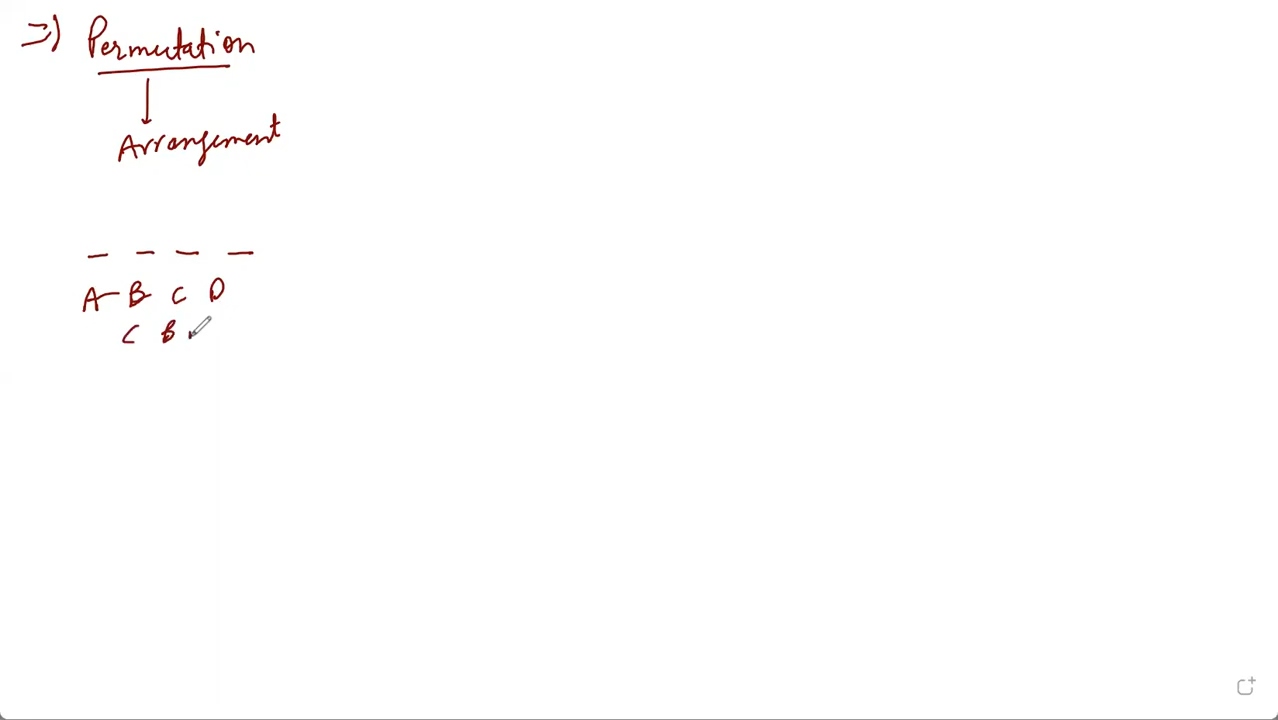 => Permutation
Arrangement
_ _ _ _
A B C D
C B